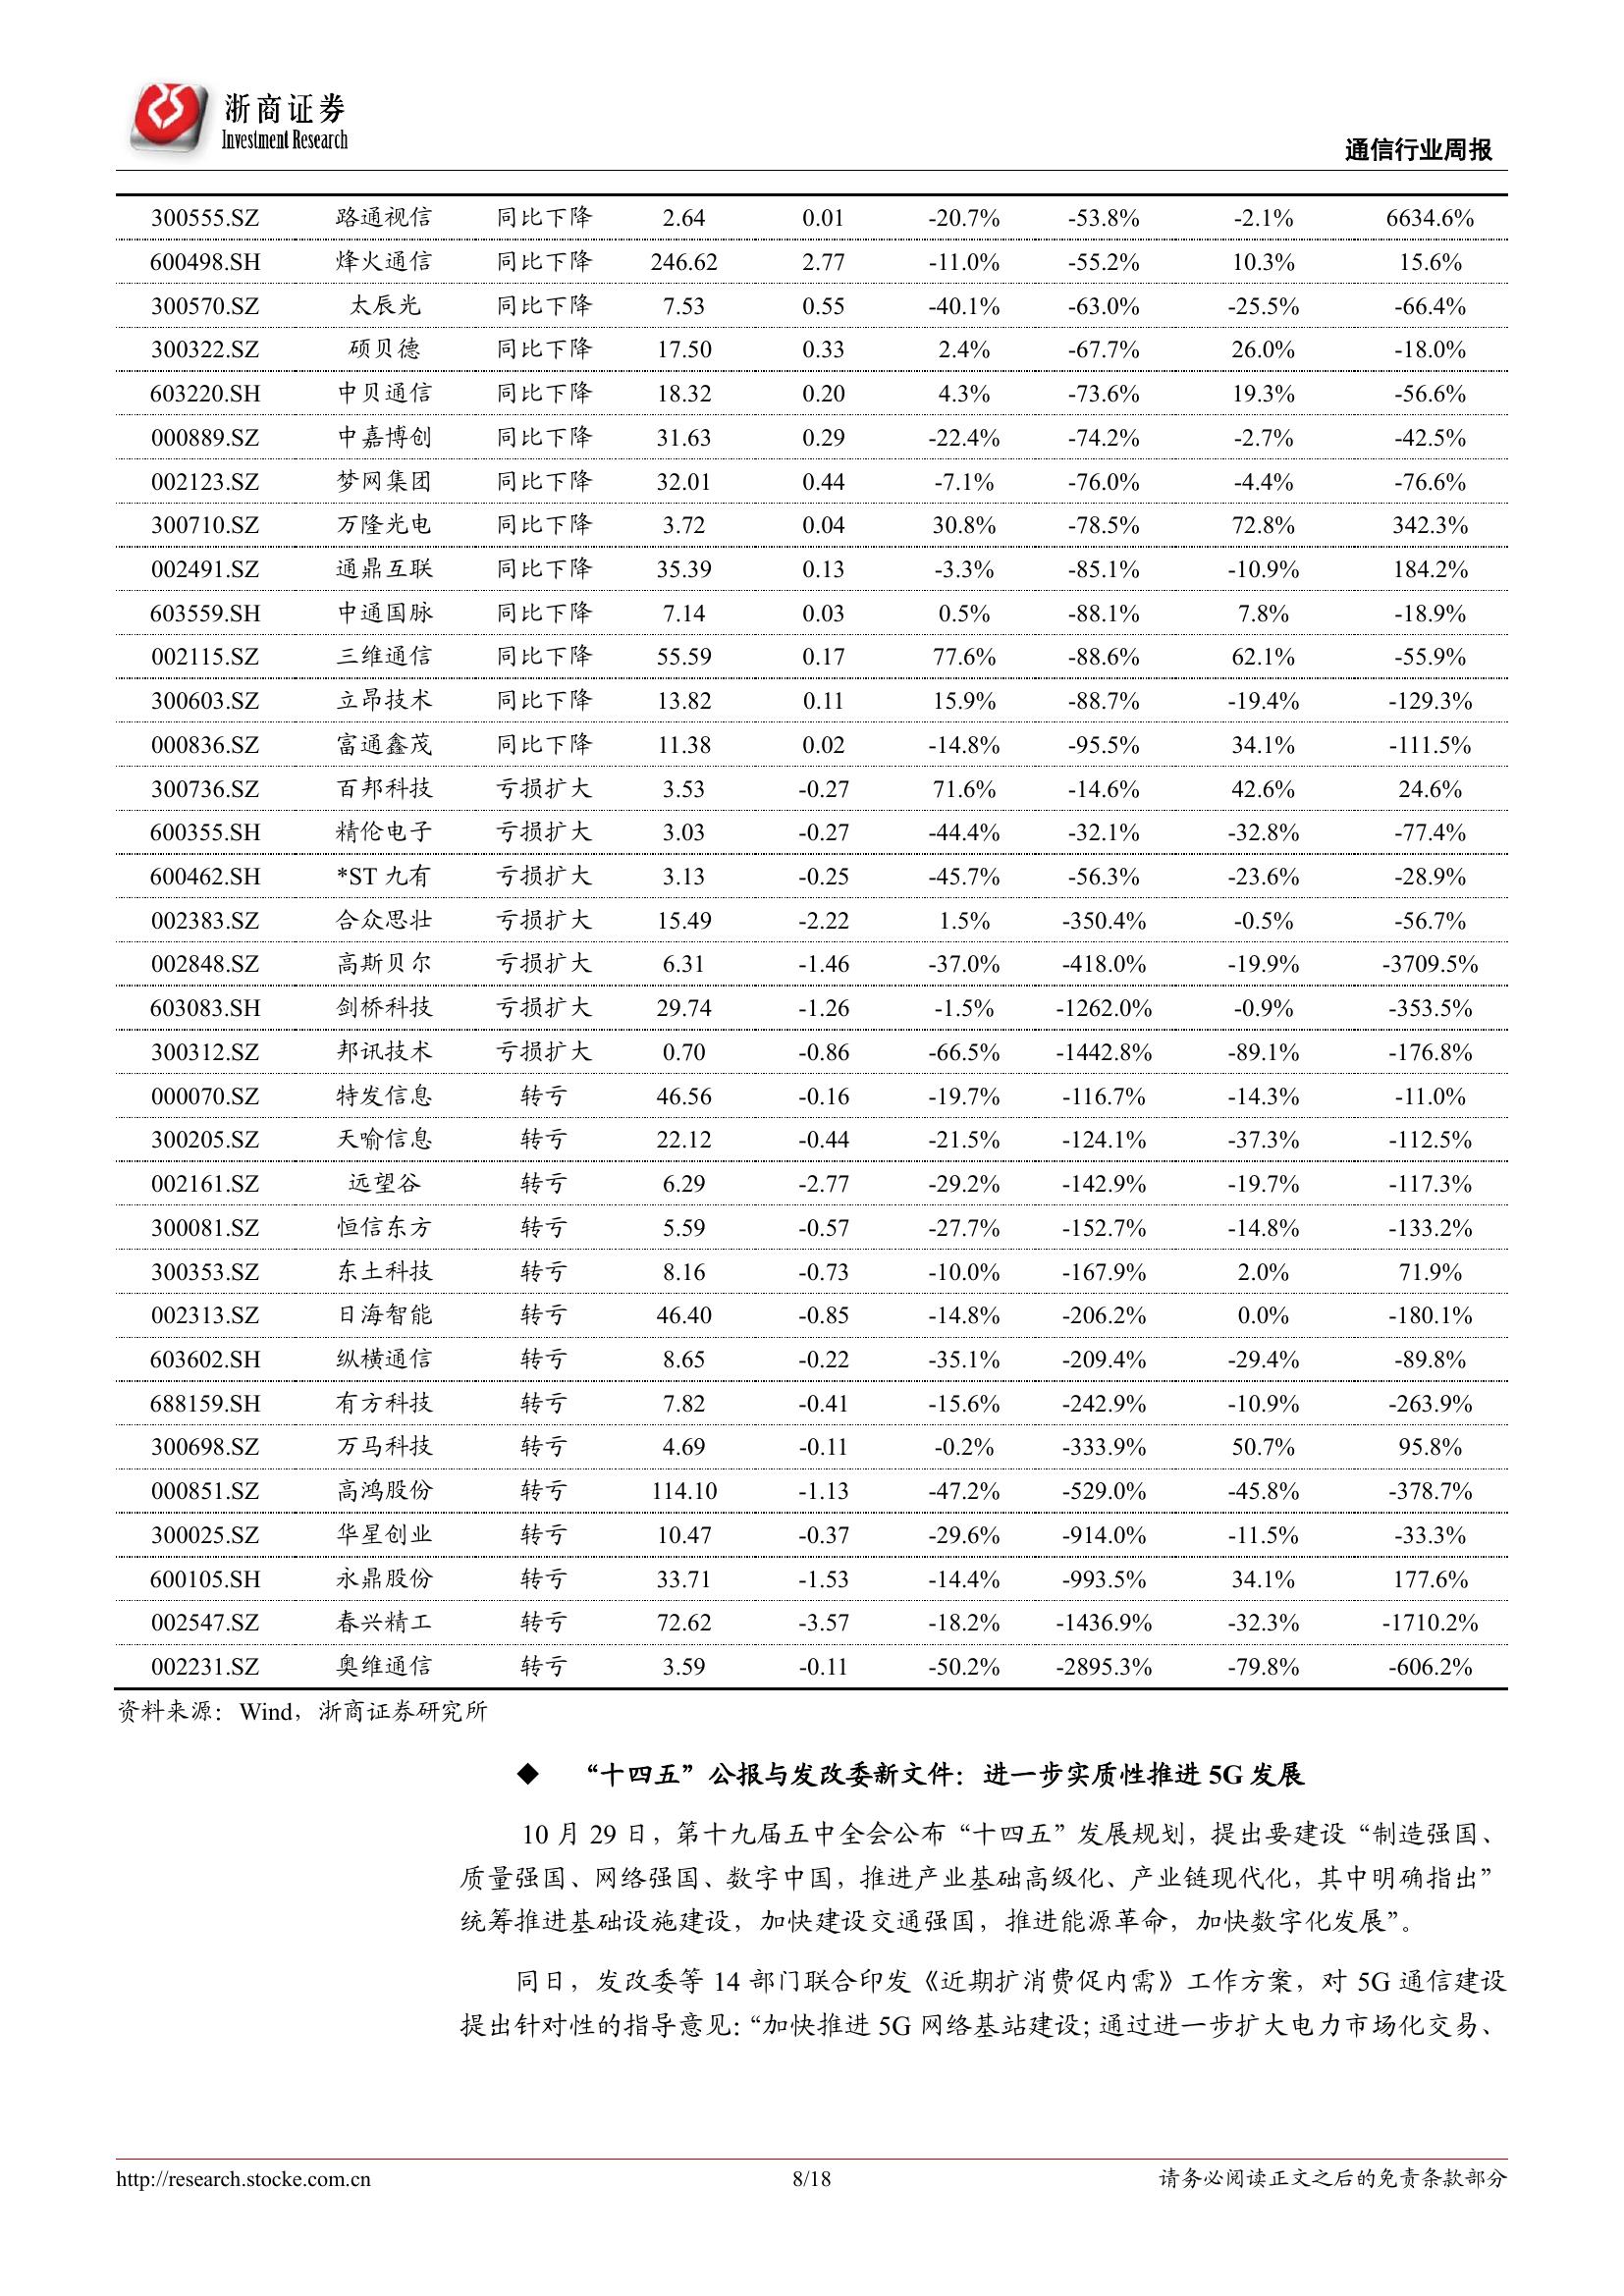 浙商证券
Investment Research
通信行业周报
300555.SZ 路通视信 同比下降 2.64 0.01 -20.7% -53.8% -2.1% 6634.6%
600498.SH 烽火通信 同比下降 246.62 2.77 -11.0% -55.2% 10.3% 15.6%
300570.SZ 太辰光 同比下降 7.53 0.55 -40.1% -63.0% -25.5% -66.4%
300322.SZ 硕贝德 同比下降 17.50 0.33 2.4% -67.7% 26.0% -18.0%
603220.SH 中贝通信 同比下降 18.32 0.20 4.3% -73.6% 19.3% -56.6%
000889.SZ 中嘉博创 同比下降 31.63 0.29 -22.4% -74.2% -2.7% -42.5%
002123.SZ 梦网集团 同比下降 32.01 0.44 -7.1% -76.0% -4.4% -76.6%
300710.SZ 万隆光电 同比下降 3.72 0.04 30.8% -78.5% 72.8% 342.3%
002491.SZ 通鼎互联 同比下降 35.39 0.13 -3.3% -85.1% -10.9% 184.2%
603559.SH 中通国脉 同比下降 7.14 0.03 0.5% -88.1% 7.8% -18.9%
002115.SZ 三维通信 同比下降 55.59 0.17 77.6% -88.6% 62.1% -55.9%
300603.SZ 立昂技术 同比下降 13.82 0.11 15.9% -88.7% -19.4% -129.3%
000836.SZ 富通鑫茂 同比下降 11.38 0.02 -14.8% -95.5% 34.1% -111.5%
300736.SZ 百邦科技 亏损扩大 3.53 -0.27 71.6% -14.6% 42.6% 24.6%
600355.SH 精伦电子 亏损扩大 3.03 -0.27 -44.4% -32.1% -32.8% -77.4%
600462.SH *ST 九有 亏损扩大 3.13 -0.25 -45.7% -56.3% -23.6% -28.9%
002383.SZ 合众思壮 亏损扩大 15.49 -2.22 1.5% -350.4% -0.5% -56.7%
002848.SZ 高斯贝尔 亏损扩大 6.31 -1.46 -37.0% -418.0% -19.9% -3709.5%
603083.SH 剑桥科技 亏损扩大 29.74 -1.26 -1.5% -1262.0% -0.9% -353.5%
300312.SZ 邦讯技术 亏损扩大 0.70 -0.86 -66.5% -1442.8% -89.1% -176.8%
000070.SZ 特发信息 转亏 46.56 -0.16 -19.7% -116.7% -14.3% -11.0%
300205.SZ 天喻信息 转亏 22.12 -0.44 -21.5% -124.1% -37.3% -112.5%
002161.SZ 远望谷 转亏 6.29 -2.77 -29.2% -142.9% -19.7% -117.3%
300081.SZ 恒信东方 转亏 5.59 -0.57 -27.7% -152.7% -14.8% -133.2%
300353.SZ 东土科技 转亏 8.16 -0.73 -10.0% -167.9% 2.0% 71.9%
002313.SZ 日海智能 转亏 46.40 -0.85 -14.8% -206.2% 0.0% -180.1%
603602.SH 纵横通信 转亏 8.65 -0.22 -35.1% -209.4% -29.4% -89.8%
688159.SH 有方科技 转亏 7.82 -0.41 -15.6% -242.9% -10.9% -263.9%
300698.SZ 万马科技 转亏 4.69 -0.11 -0.2% -333.9% 50.7% 95.8%
000851.SZ 高鸿股份 转亏 114.10 -1.13 -47.2% -529.0% -45.8% -378.7%
300025.SZ 华星创业 转亏 10.47 -0.37 -29.6% -914.0% -11.5% -33.3%
600105.SH 永鼎股份 转亏 33.71 -1.53 -14.4% -993.5% 34.1% 177.6%
002547.SZ 春兴精工 转亏 72.62 -3.57 -18.2% -1436.9% -32.3% -1710.2%
002231.SZ 奥维通信 转亏 3.59 -0.11 -50.2% -2895.3% -79.8% -606.2%
资料来源：Wind，浙商证券研究所
◆ “十四五”公报与发改委新文件：进一步实质性推进 5G 发展
10 月 29 日，第十九届五中全会公布“十四五”发展规划，提出要建设“制造强国、
质量强国、网络强国、数字中国，推进产业基础高级化、产业链现代化，其中明确指出”
统筹推进基础设施建设，加快建设交通强国，推进能源革命，加快数字化发展”。
同日，发改委等 14 部门联合印发《近期扩消费促内需》工作方案，对 5G 通信建设
提出针对性的指导意见：“加快推进 5G 网络基站建设；通过进一步扩大电力市场化交易、
http://research.stocke.com.cn 8/18 请务必阅读正文之后的免责条款部分